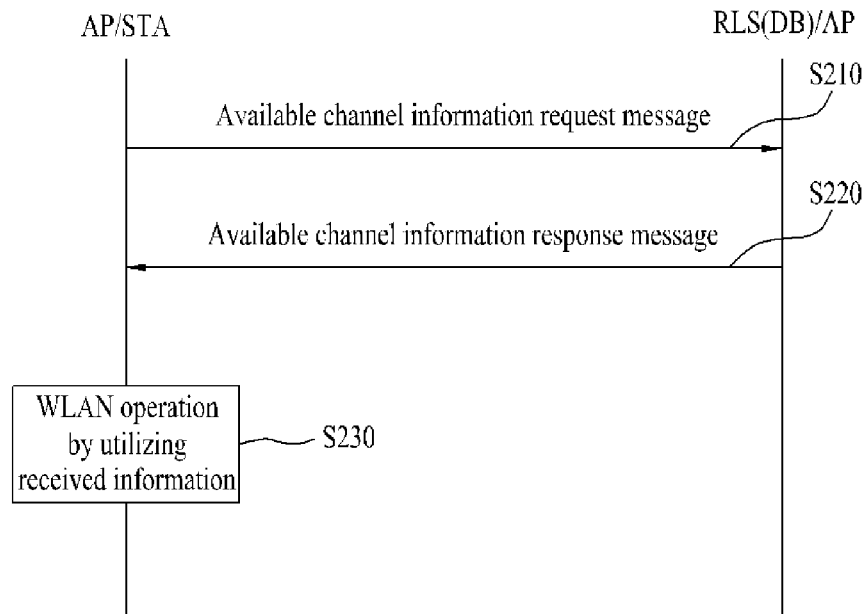 AP/STA
RLS(DB)/AP
S210
Available channel information request message
S220
Available channel information response message
WLAN operation
by utilizing
received information
S230